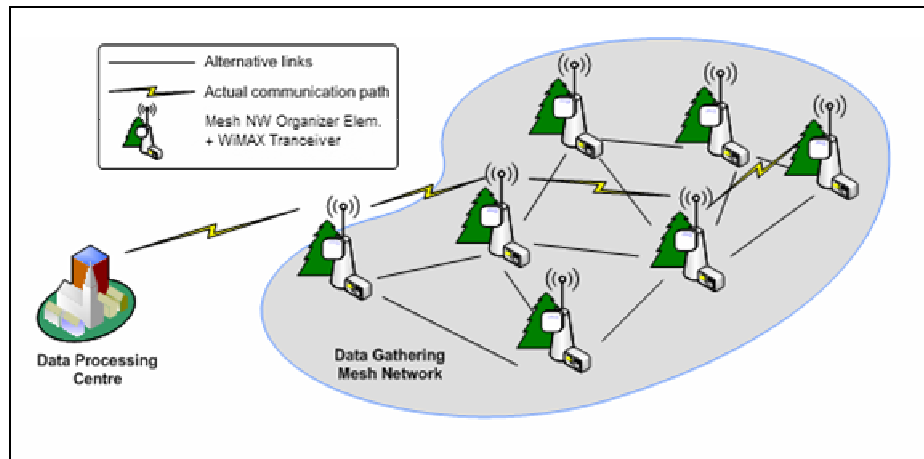 Alternative links
Actual communication path
Mesh NW Organizer Elem.
+ WiMAX Tranceiver
Data Processing
Centre
Data Gathering
Mesh Network